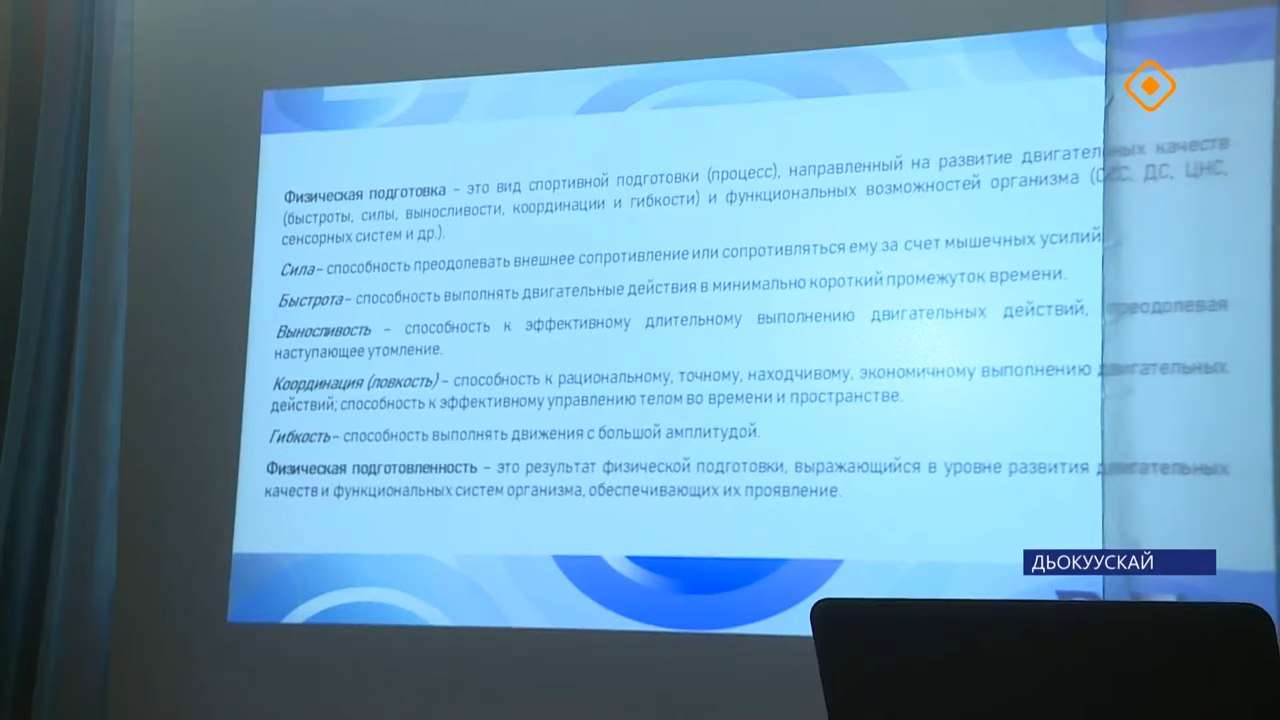 Физическая подготовка – это вид спортивной подготовки (процесс), направленный на развитие двигательных качеств
(быстроты, силы, выносливости, координации и гибкости) и функциональных возможностей организма (ССС, ДС, ЦНС,
сенсорных систем и др.).
Сила– способность преодолевать внешнее сопротивление или сопротивляться ему за счет мышечных усилий.
Быстрота– способность выполнять двигательные действия в минимально короткий промежуток времени.
Выносливость – способность к эффективному длительному выполнению двигательных действий, преодолевая
наступающее утомление.
Координация (ловкость) – способность к рациональному, точному, находчивому, экономичному выполнению двигательных
действий; способность к эффективному управлению телом во времени и пространстве.
Гибкость– способность выполнять движения с большой амплитудой.
Физическая подготовленность – это результат физической подготовки, выражающийся в уровне развития двигательных
качеств и функциональных систем организма, обеспечивающих их проявление.
ДЬОКУУСКАЙ